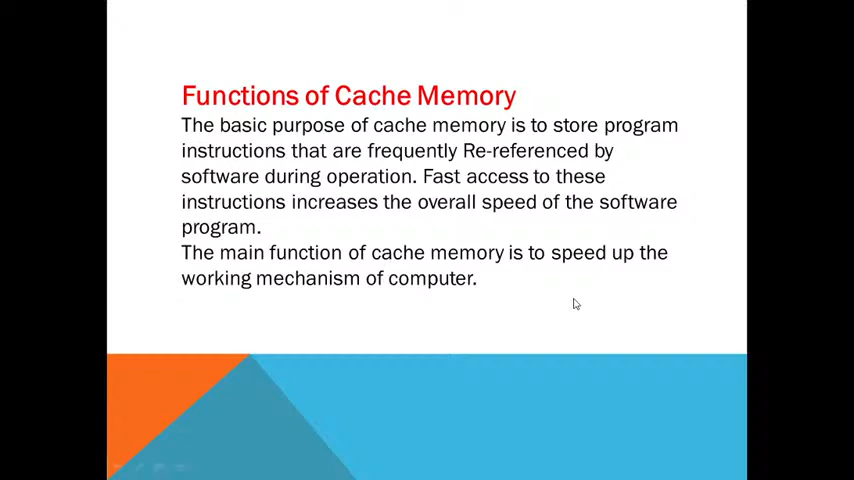 Functions of Cache Memory
The basic purpose of cache memory is to store program
instructions that are frequently Re-referenced by
software during operation. Fast access to these
instructions increases the overall speed of the software
program.
The main function of cache memory is to speed up the
working mechanism of computer.